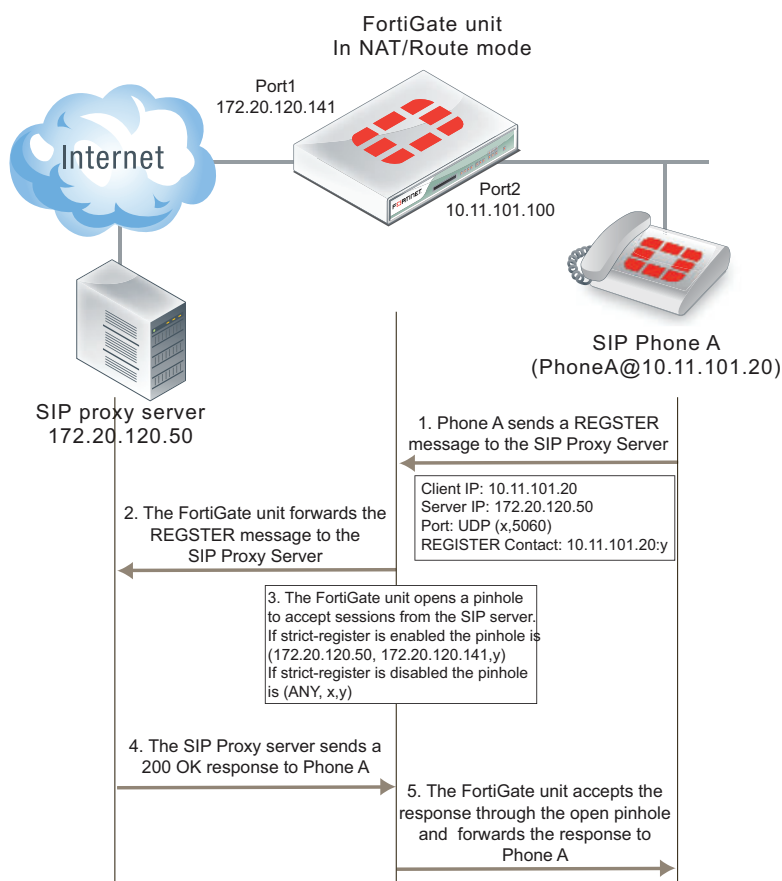 FortiGate unit
In NAT/Route mode
Port1
172.20.120.141
Internet
FORTINET
Port2
10.11.101.100
SIP Phone A
(PhoneA@10.11.101.20)
SIP proxy server
172.20.120.50
1. Phone A sends a REGSTER
message to the SIP Proxy Server
Client IP: 10.11.101.20
Server IP: 172.20.120.50
Port: UDP (x,5060)
REGISTER Contact: 10.11.101.20:y
2. The FortiGate unit forwards the
REGSTER message to the
SIP Proxy Server
3. The FortiGate unit opens a pinhole
to accept sessions from the SIP server.
If strict-register is enabled the pinhole is
(172.20.120.50, 172.20.120.141,y)
If strict-register is disabled the pinhole
is (ANY, x,y)
4. The SIP Proxy server sends a
200 OK response to Phone A
5. The FortiGate unit accepts the
response through the open pinhole
and  forwards the response to
Phone A